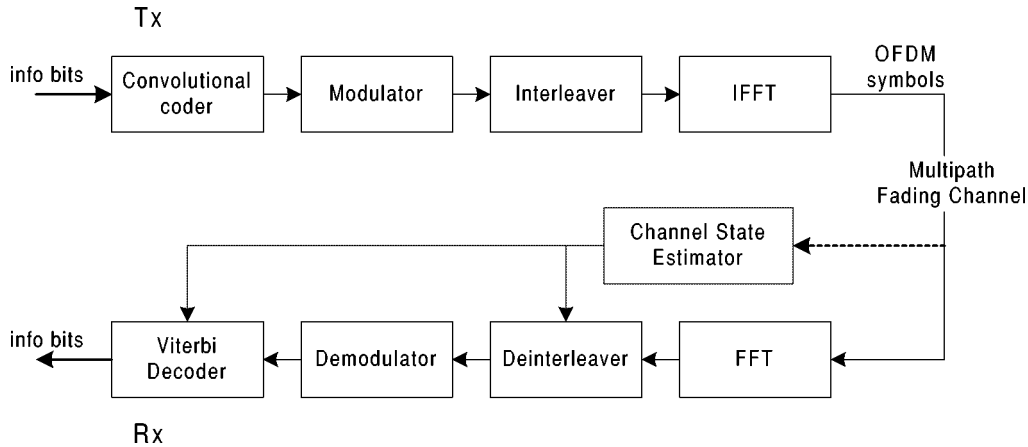 Tx
info bits
Convolutional
coder
Modulator
Interleaver
IFFT
OFDM
symbols
Multipath
Fading Channel
Channel State
Estimator
info bits
Viterbi
Decoder
Demodulator
Deinterleaver
FFT
Rx